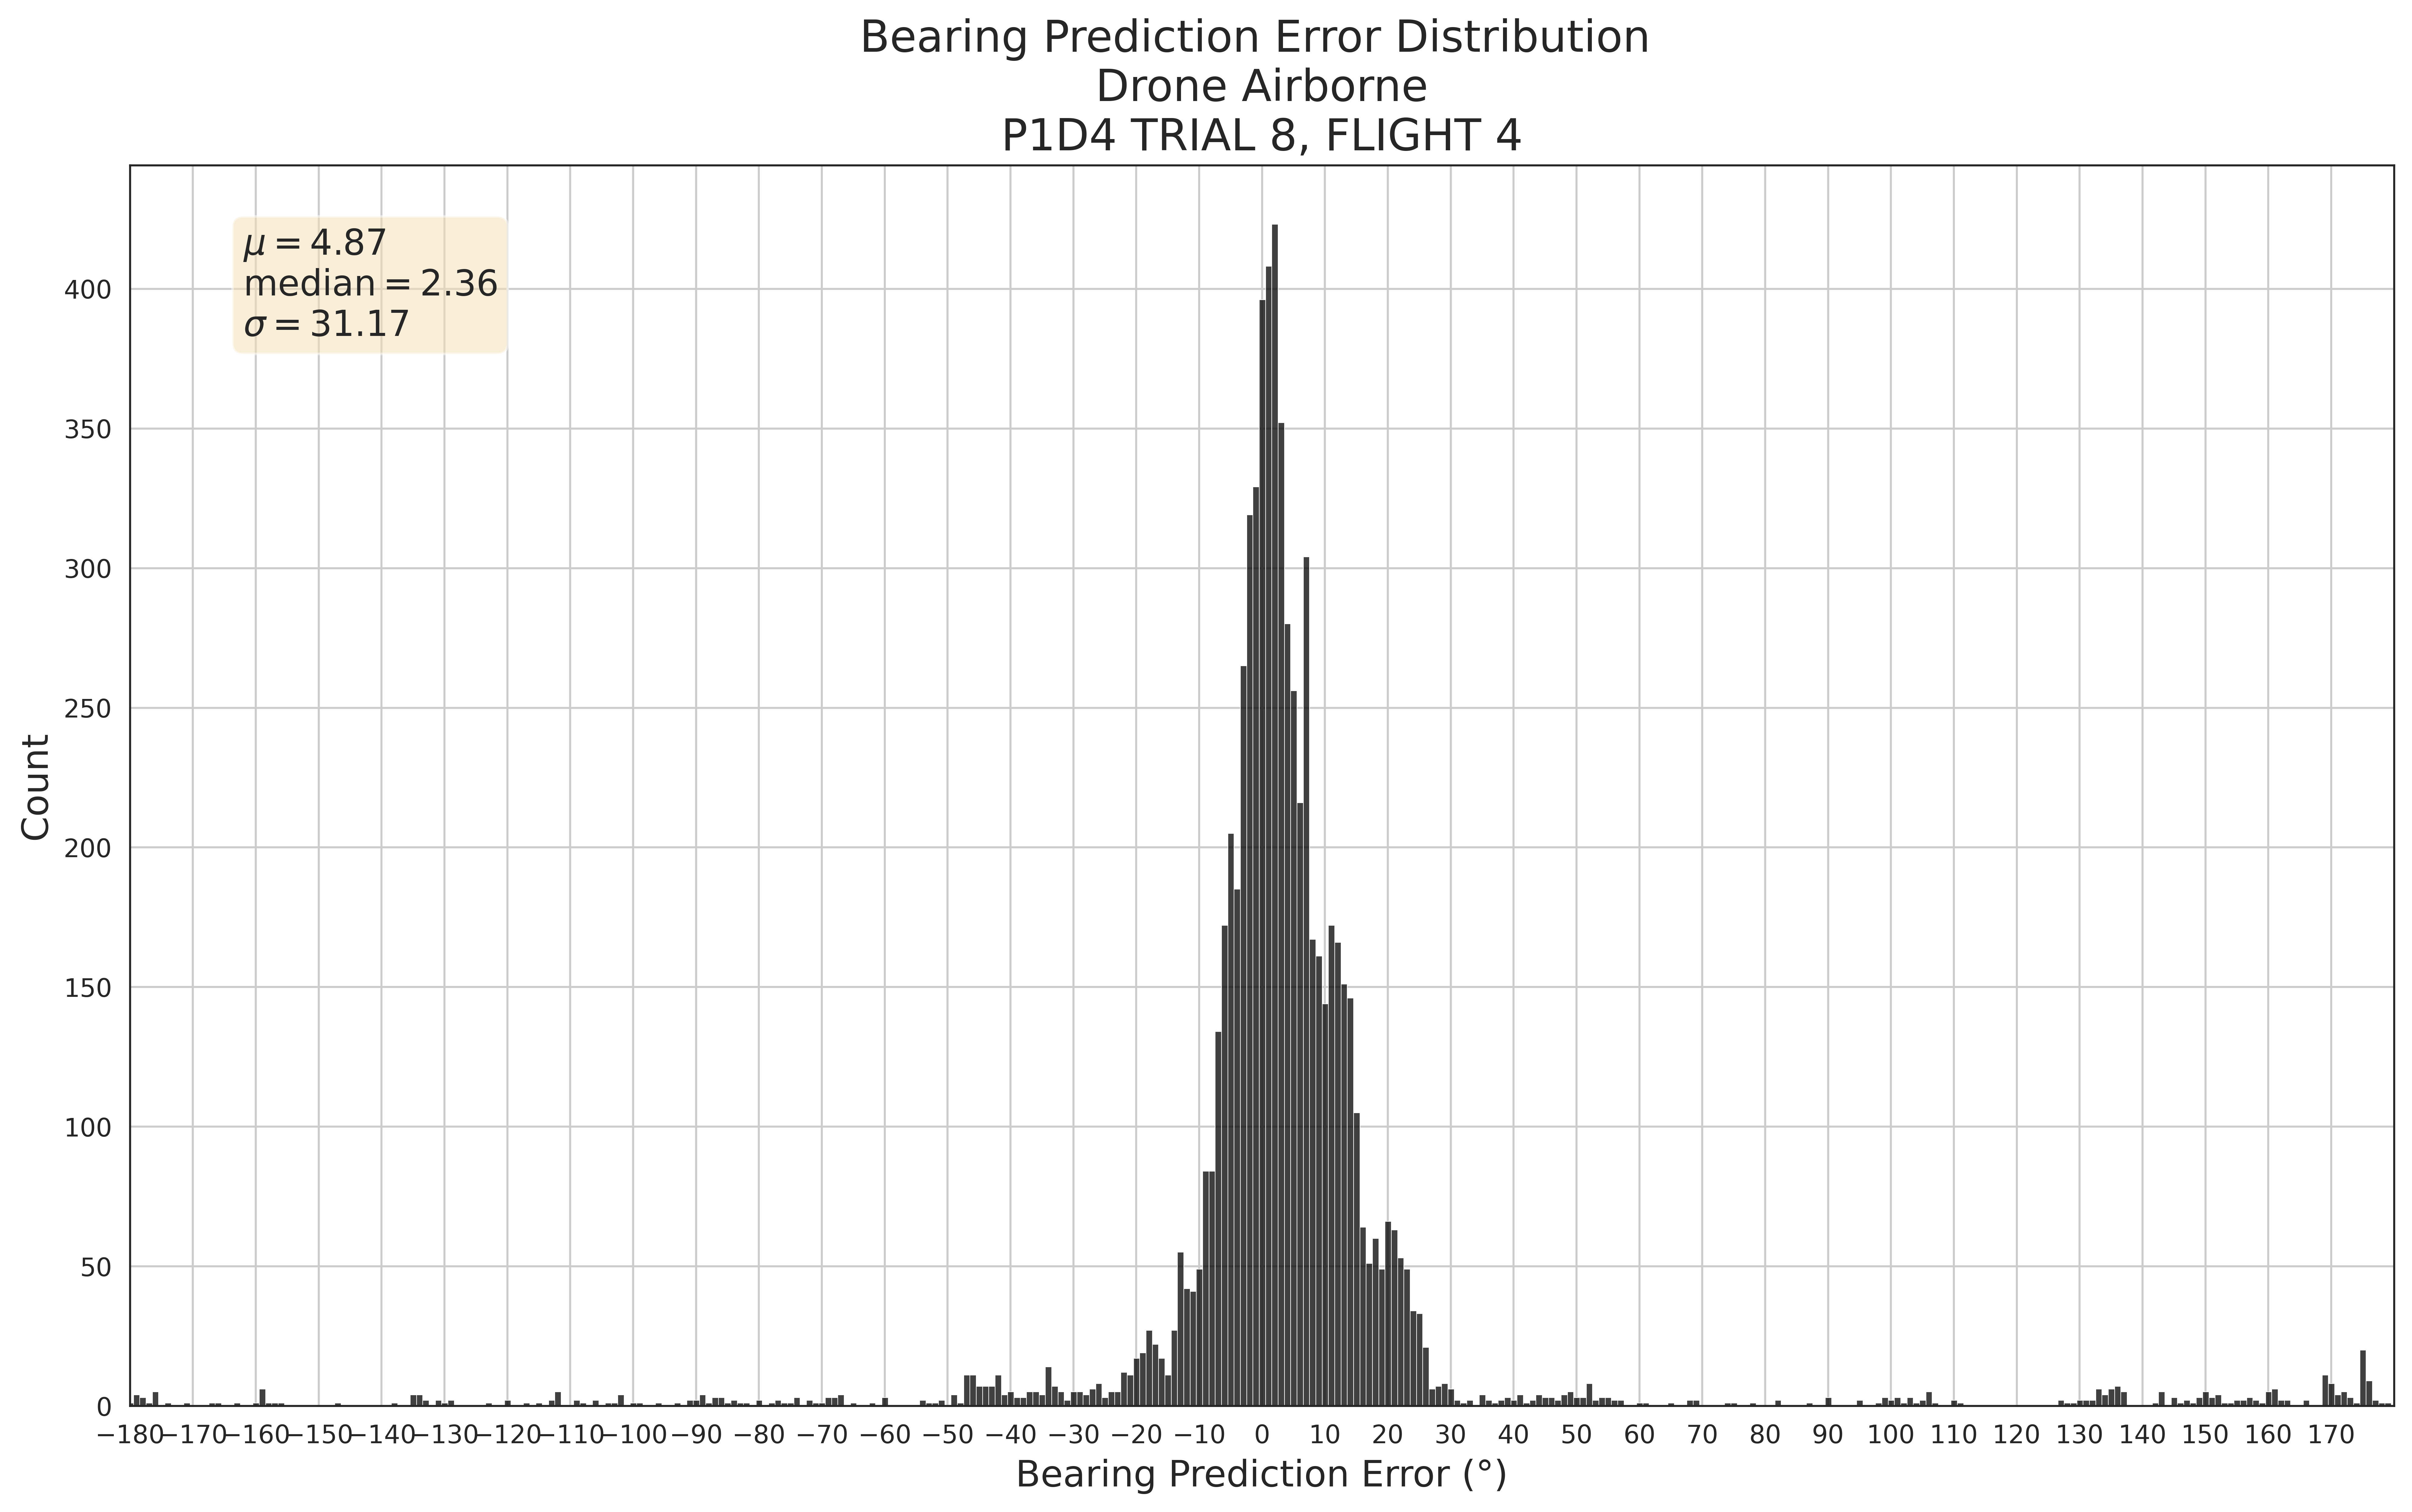 Bearing Prediction Error Distribution
Drone Airborne
P1D4 TRIAL 8, FLIGHT 4
μ = 4.87
median = 2.36
σ = 31.17
400
350
300
250
200
150
100
50
0
Count
−180 −170 −160 −150 −140 −130 −120 −110 −100 −90 −80 −70 −60 −50 −40 −30 −20 −10 0 10 20 30 40 50 60 70 80 90 100 110 120 130 140 150 160 170
Bearing Prediction Error (°)